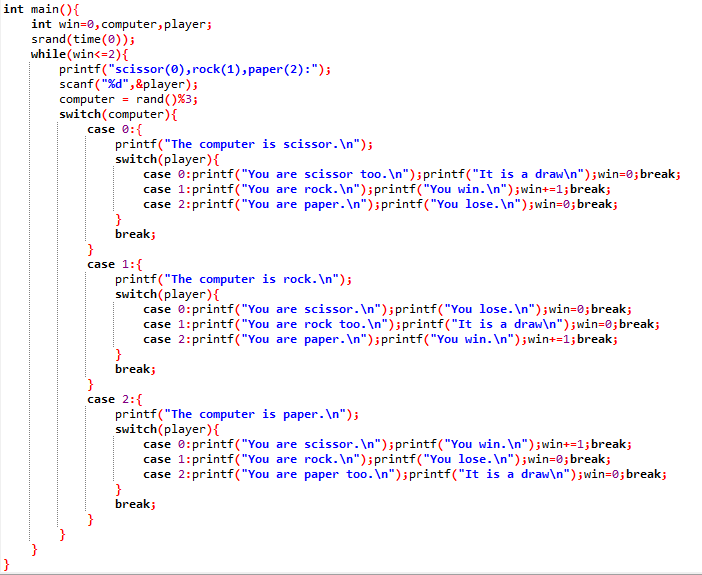 int main(){
int win=0,computer,player;
srand(time(0));
while(win<=2){
printf("scissor(0),rock(1),paper(2):");
scanf("%d",&player);
computer = rand()%3;
switch(computer){
case 0:{
printf("The computer is scissor.\n");
switch(player){
case 0:printf("You are scissor too.\n");printf("It is a draw\n");win=0;break;
case 1:printf("You are rock.\n");printf("You win.\n");win+=1;break;
case 2:printf("You are paper.\n");printf("You lose.\n");win=0;break;
}
break;
}
case 1:{
printf("The computer is rock.\n");
switch(player){
case 0:printf("You are scissor.\n");printf("You lose.\n");win=0;break;
case 1:printf("You are rock too.\n");printf("It is a draw\n");win=0;break;
case 2:printf("You are paper.\n");printf("You win.\n");win+=1;break;
}
break;
}
case 2:{
printf("The computer is paper.\n");
switch(player){
case 0:printf("You are scissor.\n");printf("You win.\n");win+=1;break;
case 1:printf("You are rock.\n");printf("You lose.\n");win=0;break;
case 2:printf("You are paper too.\n");printf("It is a draw\n");win=0;break;
}
break;
}
}
}
}